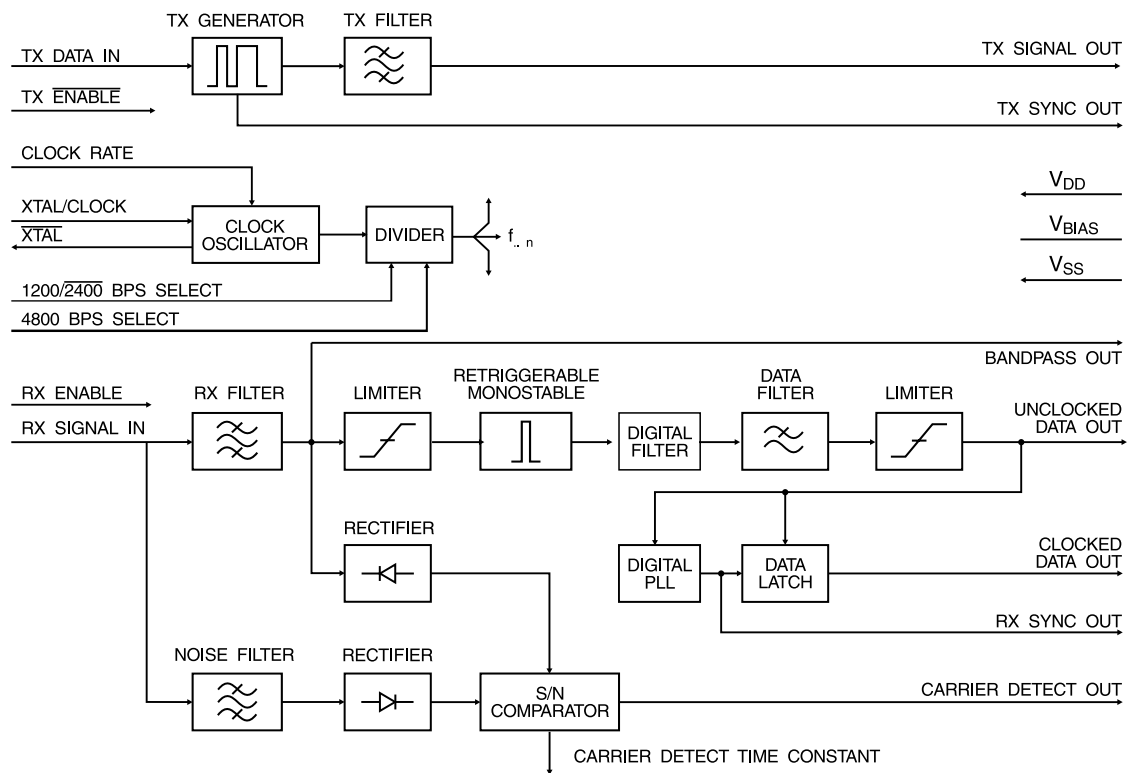 TX GENERATOR
TX FILTER
TX DATA IN
TX SIGNAL OUT
TX ENABLE
TX SYNC OUT
CLOCK RATE
XTAL/CLOCK
XTAL
CLOCK
OSCILLATOR
DIVIDER
f.. n
VDD
VBIAS
VSS
1200/2400 BPS SELECT
4800 BPS SELECT
BANDPASS OUT
RX ENABLE
RX FILTER
LIMITER
RETRIGGERABLE
MONOSTABLE
DATA
FILTER
LIMITER
UNCLOCKED
DATA OUT
RX SIGNAL IN
DIGITAL
FILTER
RECTIFIER
DIGITAL
PLL
DATA
LATCH
CLOCKED
DATA OUT
RX SYNC OUT
NOISE FILTER
RECTIFIER
S/N
COMPARATOR
CARRIER DETECT OUT
CARRIER DETECT TIME CONSTANT